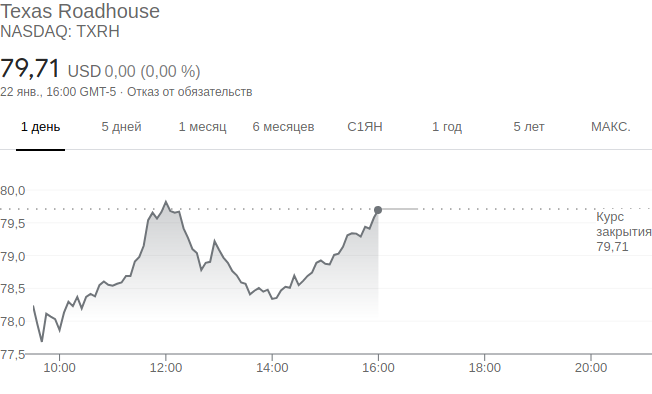 Texas Roadhouse
NASDAQ: TXRH
79,71 USD 0,00 (0,00 %)
22 янв., 16:00 GMT-5 · Отказ от обязательств
1 день 5 дней 1 месяц 6 месяцев С1ЯН 1 год 5 лет МАКС.
80,0
79,5
Курс
закрытия
79,71
79,0
78,5
78,0
77,5
10:00 12:00 14:00 16:00 18:00 20:00